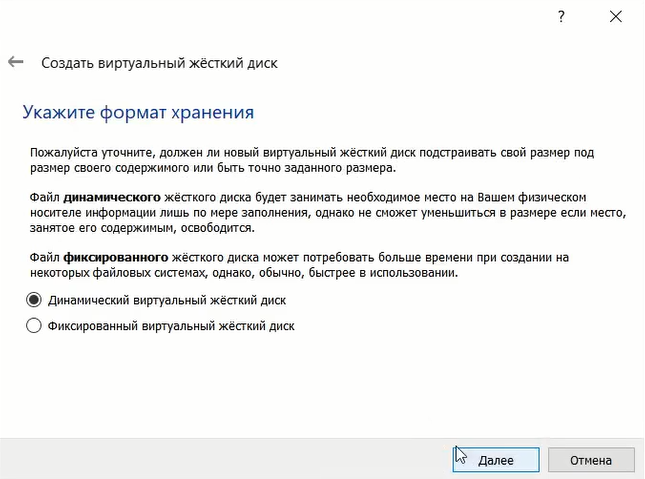 ?
Создать виртуальный жёсткий диск
Укажите формат хранения
Пожалуйста уточните, должен ли новый виртуальный жёсткий диск подстраивать свой размер под
размер своего содержимого или быть точно заданного размера.
Файл динамического жёсткого диска будет занимать необходимое место на Вашем физическом
носителе информации лишь по мере заполнения, однако не сможет уменьшиться в размере если место,
занятое его содержимым, освободится.
Файл фиксированного жёсткого диска может потребовать больше времени при создании на
некоторых файловых системах, однако, обычно, быстрее в использовании.
Динамический виртуальный жёсткий диск
Фиксированный виртуальный жёсткий диск
Далее
Отмена